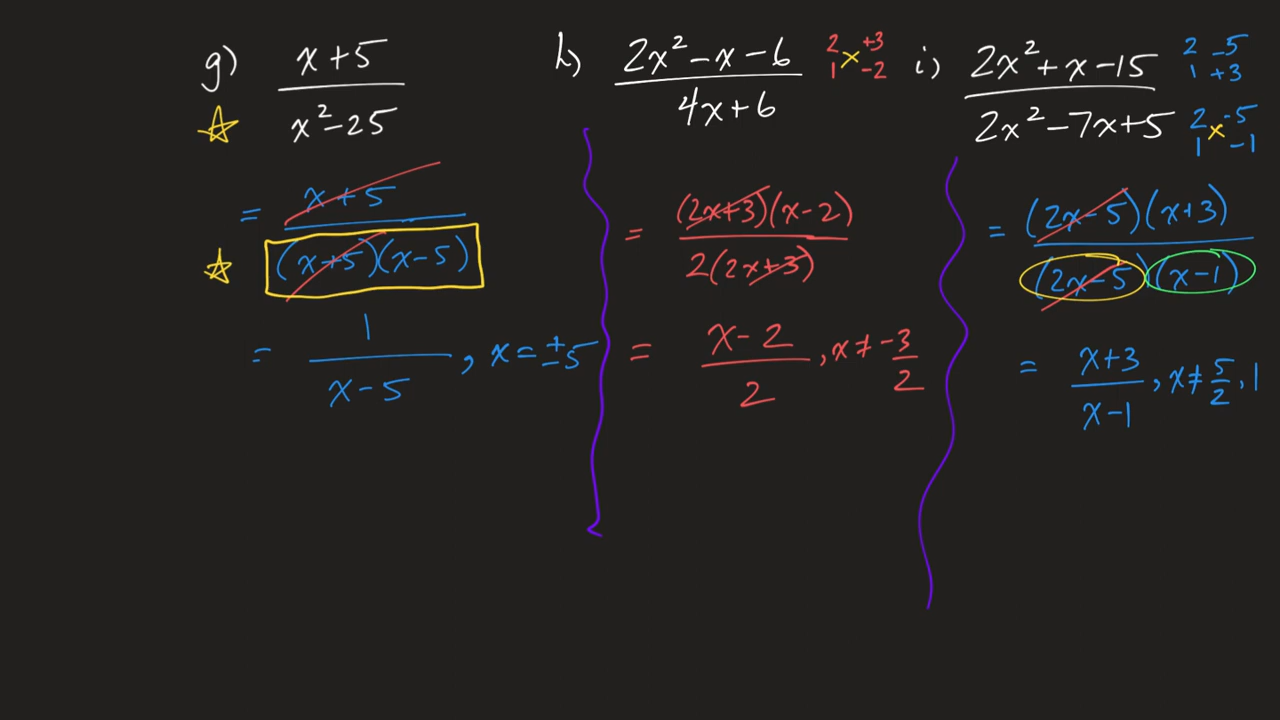 g) (x+5)/(x²-25)
= (x+5)/((x+5)(x-5))
= 1/(x-5), x=±5
h) (2x²-x-6)/(4x+6)
2 x +3
1 -2
= ((2x+3)(x-2))/(2(2x+3))
= (x-2)/2, x≠-3/2
i) (2x²+x-15)/(2x²-7x+5)
2 -5
1 +3
2 x -5
1 -1
= ((2x-5)(x+3))/((2x-5)(x-1))
= (x+3)/(x-1), x≠5/2, 1